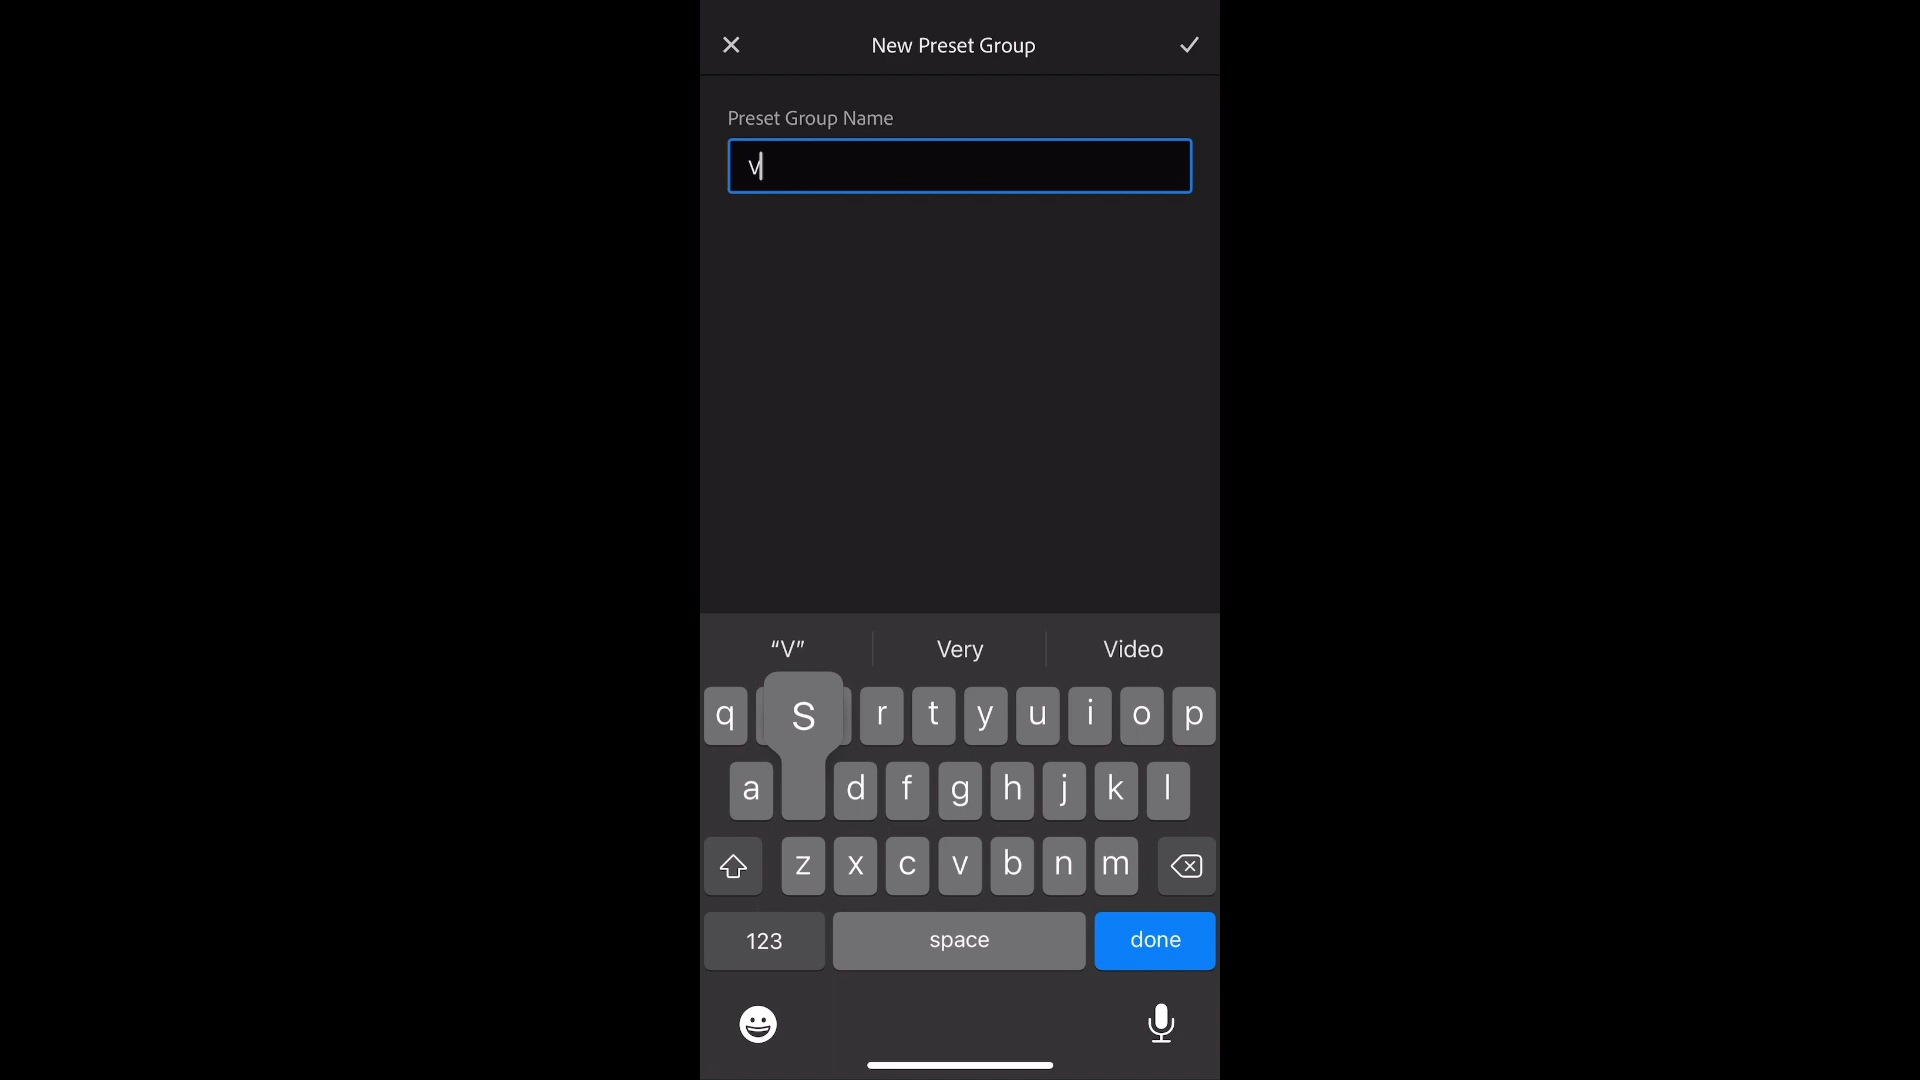 New Preset Group
Preset Group Name
V
“V” Very Video
q S r t y u i o p
a d f g h j k l
z x c v b n m
123 space done